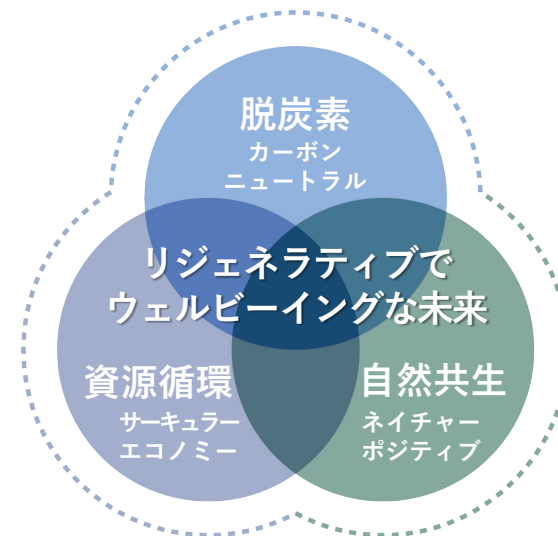 脱炭素
カーボン
ニュートラル
リジェネラティブで
ウェルビーイングな未来
資源循環
サーキュラー
エコノミー
自然共生
ネイチャー
ポジティブ